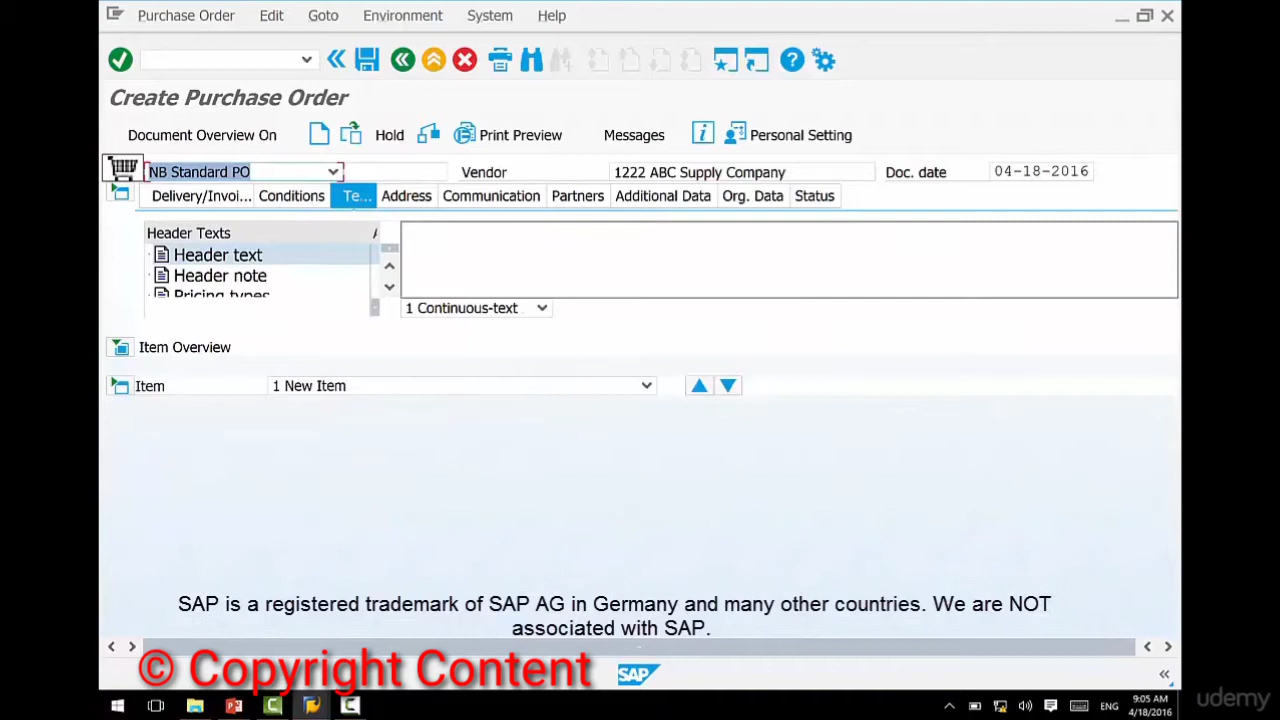 Purchase Order Edit Goto Environment System Help
Create Purchase Order
Document Overview On Hold Print Preview Messages Personal Setting
NB Standard PO Vendor 1222 ABC Supply Company Doc. date 04-18-2016
Delivery/Invoi... Conditions Te... Address Communication Partners Additional Data Org. Data Status
Header Texts
Header text
Header note
Pricing types
1 Continuous-text
Item Overview
Item 1 New Item
SAP is a registered trademark of SAP AG in Germany and many other countries. We are NOT
associated with SAP.
© Copyright Content
SAP
ENG 9:05 AM
4/18/2016
udemy